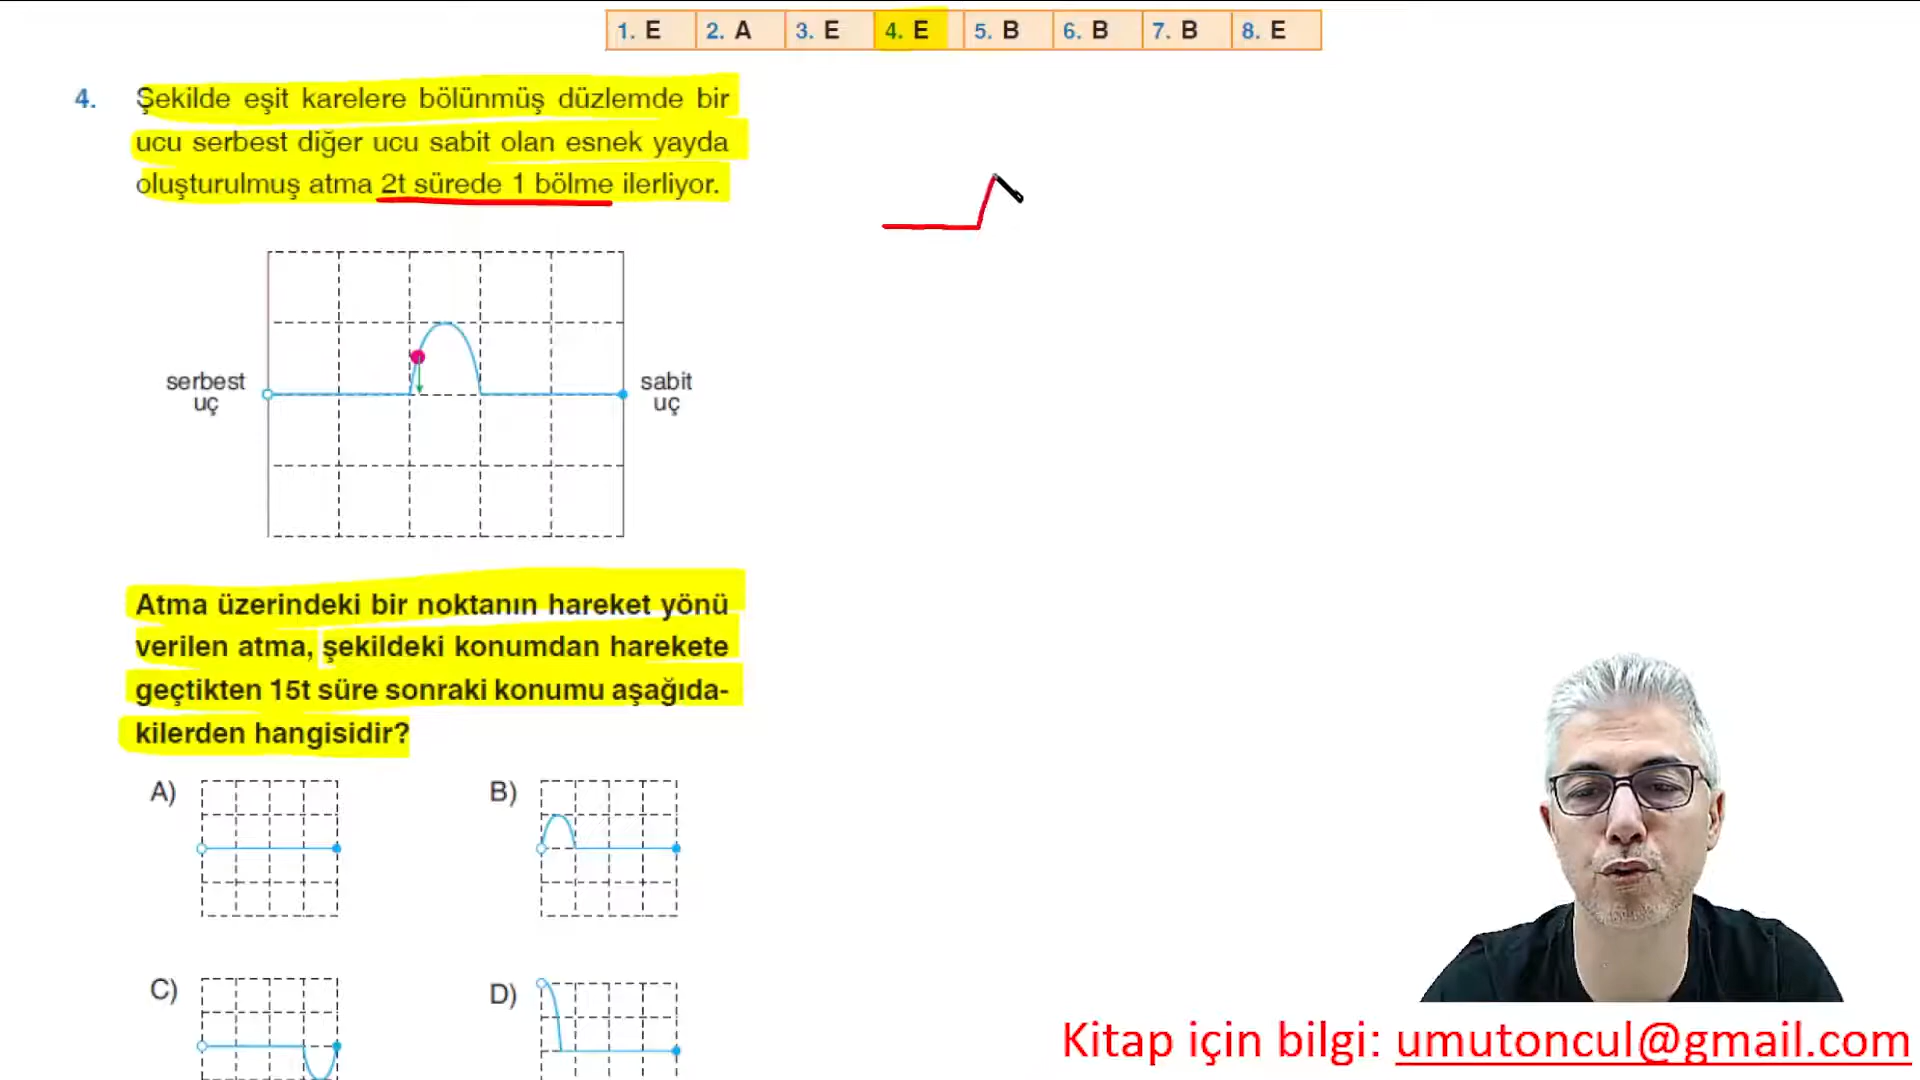 1. E 2. A 3. E 4. E 5. B 6. B 7. B 8. E
4. Şekilde eşit karelere bölünmüş düzlemde bir
ucu serbest diğer ucu sabit olan esnek yayda
oluşturulmuş atma 2t sürede 1 bölme ilerliyor.
serbest
uç
sabit
uç
Atma üzerindeki bir noktanın hareket yönü
verilen atma, şekildeki konumdan harekete
geçtikten 15t süre sonraki konumu aşağıda-
kilerden hangisidir?
A)
B)
C)
D)
Kitap için bilgi: umutoncul@gmail.com